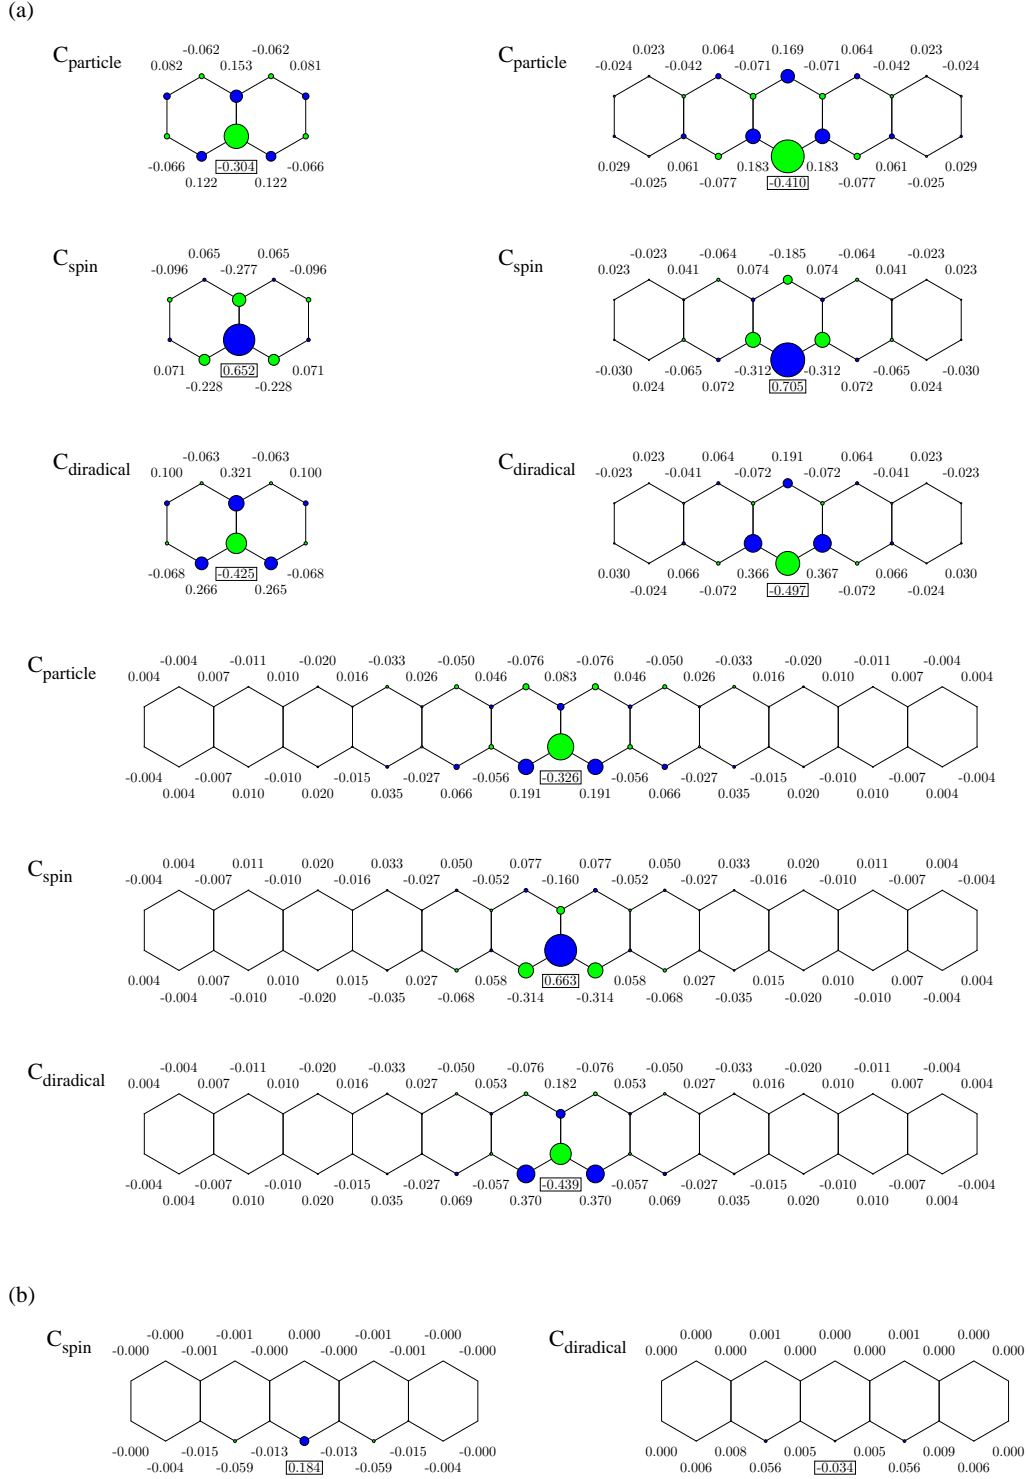 (a)
-0.062 -0.062
C_particle 0.082 0.153 0.081
-0.066 -0.304 -0.066
0.122 0.122
0.023 0.064 0.169 0.064 0.023
C_particle -0.024 -0.042 -0.071 -0.071 -0.042 -0.024
0.029 0.061 0.183 0.183 0.061 0.029
-0.025 -0.077 -0.410 -0.077 -0.025
0.065 0.065
C_spin -0.096 -0.277 -0.096
0.071 0.652 0.071
-0.228 -0.228
-0.023 -0.064 -0.185 -0.064 -0.023
C_spin 0.023 0.041 0.074 0.074 0.041 0.023
-0.030 -0.065 -0.312 -0.312 -0.065 -0.030
0.024 0.072 0.705 0.072 0.024
-0.063 -0.063
C_diradical 0.100 0.321 0.100
-0.068 -0.425 -0.068
0.266 0.265
0.023 0.064 0.191 0.064 0.023
C_diradical -0.023 -0.041 -0.072 -0.072 -0.041 -0.023
0.030 0.066 0.366 0.367 0.066 0.030
-0.024 -0.072 -0.497 -0.072 -0.024
-0.004 -0.011 -0.020 -0.033 -0.050 -0.076 -0.076 -0.050 -0.033 -0.020 -0.011 -0.004
C_particle 0.004 0.007 0.010 0.016 0.026 0.046 0.083 0.046 0.026 0.016 0.010 0.007 0.004
-0.004 -0.007 -0.010 -0.015 -0.027 -0.056 -0.326 -0.056 -0.027 -0.015 -0.010 -0.007 -0.004
0.004 0.010 0.020 0.035 0.066 0.191 0.191 0.066 0.035 0.020 0.010 0.004
0.004 0.011 0.020 0.033 0.050 0.077 0.077 0.050 0.033 0.020 0.011 0.004
C_spin -0.004 -0.007 -0.010 -0.016 -0.027 -0.052 -0.160 -0.052 -0.027 -0.016 -0.010 -0.007 -0.004
0.004 0.007 0.010 0.015 0.027 0.058 0.663 0.058 0.027 0.015 0.010 0.007 0.004
-0.004 -0.010 -0.020 -0.035 -0.068 -0.314 -0.314 -0.068 -0.035 -0.020 -0.010 -0.004
-0.004 -0.011 -0.020 -0.033 -0.050 -0.076 -0.076 -0.050 -0.033 -0.020 -0.011 -0.004
C_diradical 0.004 0.007 0.010 0.016 0.027 0.053 0.182 0.053 0.027 0.016 0.010 0.007 0.004
-0.004 -0.007 -0.010 -0.015 -0.027 -0.057 -0.439 -0.057 -0.027 -0.015 -0.010 -0.007 -0.004
0.004 0.010 0.020 0.035 0.069 0.370 0.370 0.069 0.035 0.020 0.010 0.004
(b)
-0.000 -0.001 0.000 -0.001 -0.000
C_spin -0.000 -0.001 -0.000 -0.000 -0.001 -0.000
-0.000 -0.015 -0.013 -0.013 -0.015 -0.000
-0.004 -0.059 0.184 -0.059 -0.004
0.000 0.001 0.000 0.001 0.000
C_diradical 0.000 0.000 0.000 0.000 0.000 0.000
0.000 0.008 0.005 0.005 0.009 0.000
0.006 0.056 -0.034 0.056 0.006